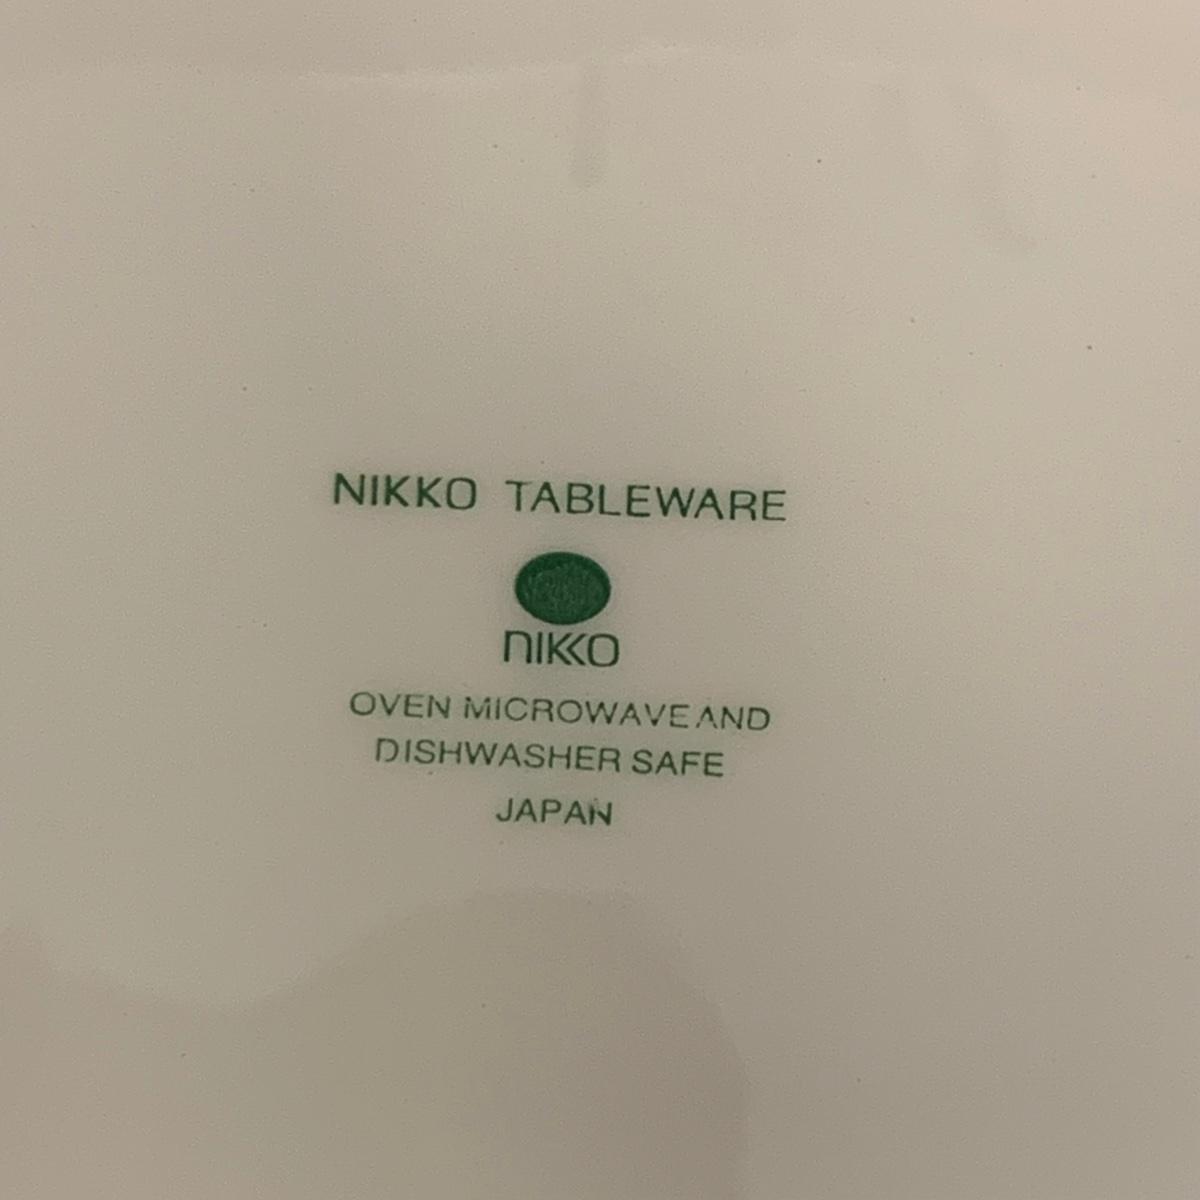 NIKKO TABLEWARE
NIKKO
OVEN MICROWAVE AND
DISHWASHER SAFE
JAPAN